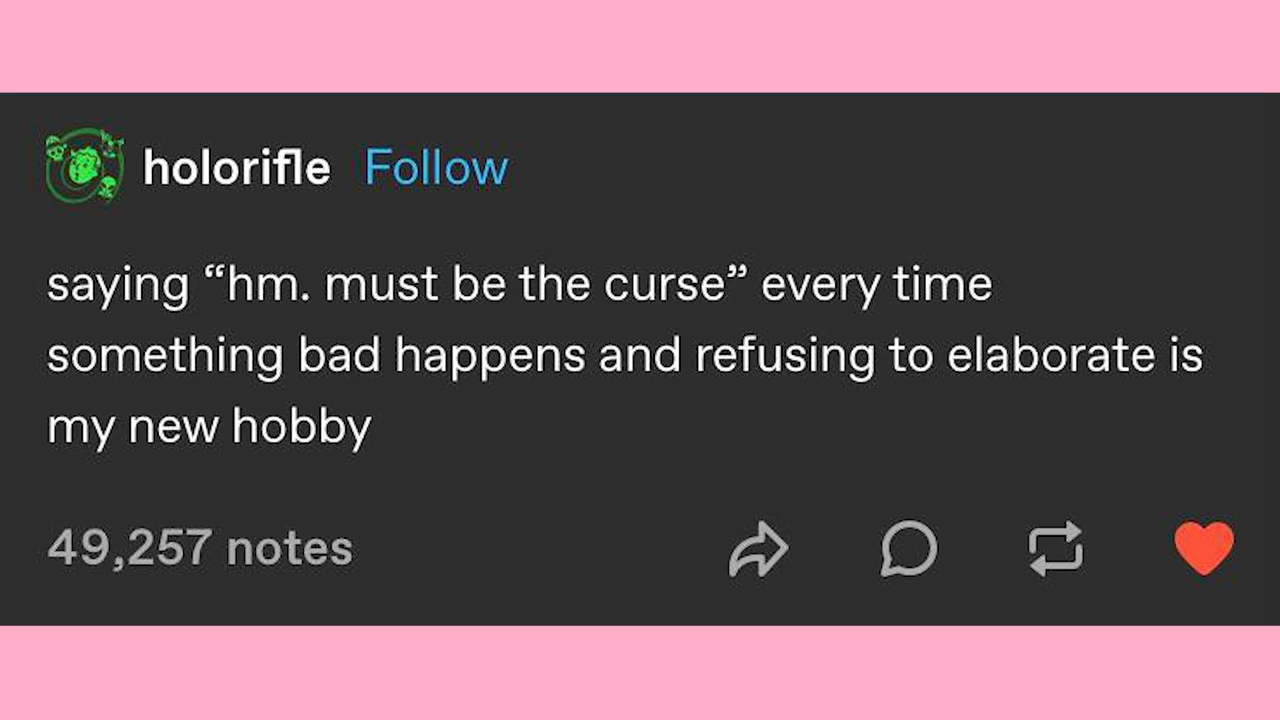 holorifle Follow
saying “hm. must be the curse” every time
something bad happens and refusing to elaborate is
my new hobby
49,257 notes